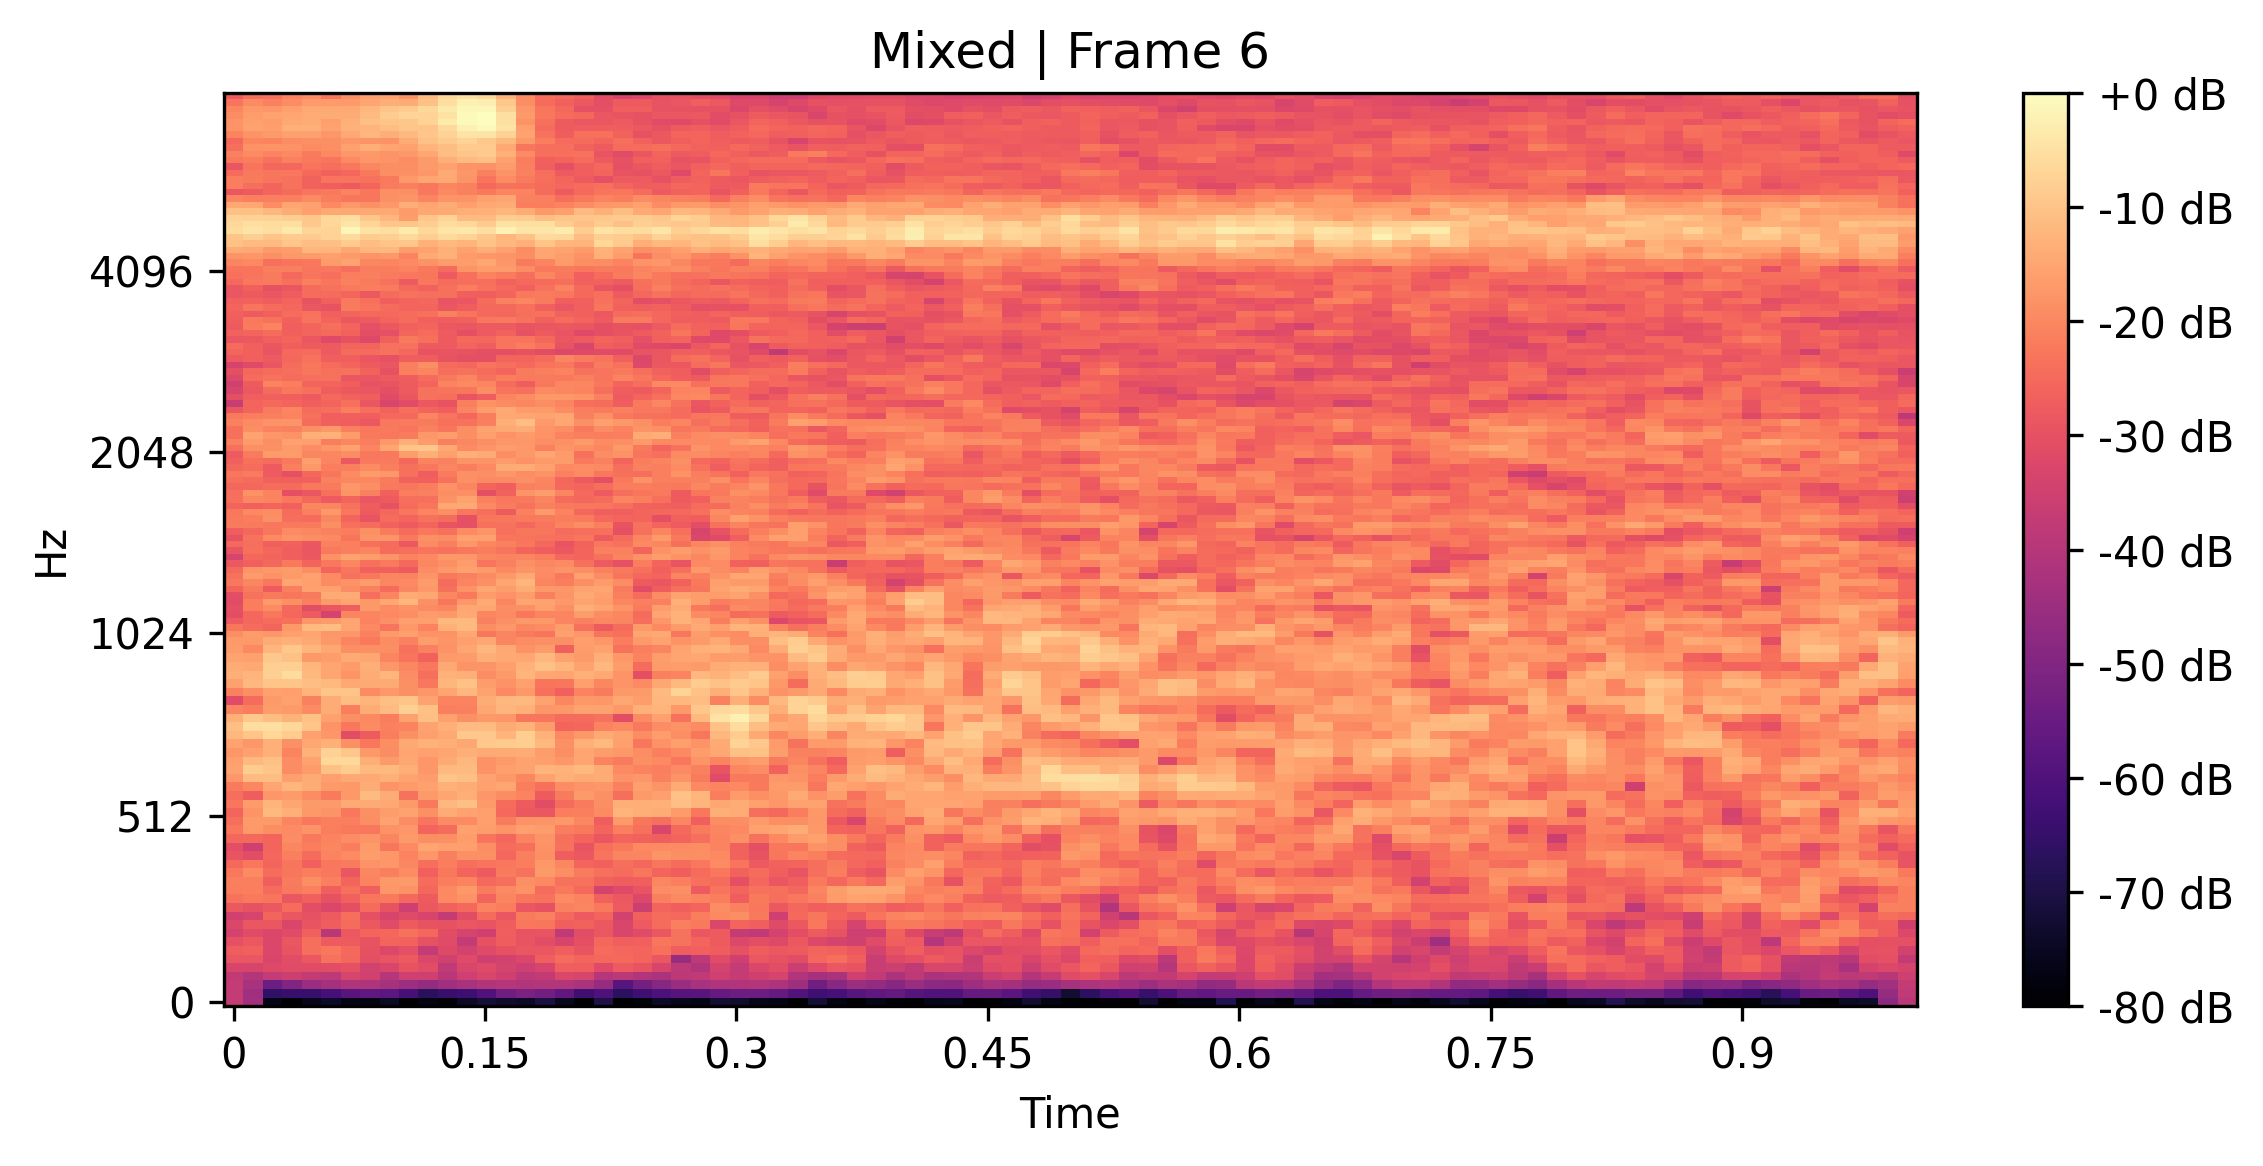 Mixed | Frame 6
Hz
4096
2048
1024
512
0
0 0.15 0.3 0.45 0.6 0.75 0.9
Time
+0 dB
-10 dB
-20 dB
-30 dB
-40 dB
-50 dB
-60 dB
-70 dB
-80 dB